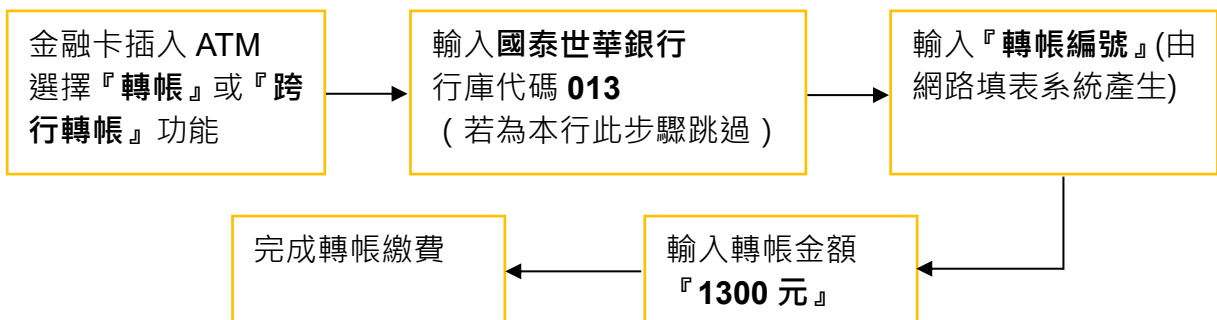 金融卡插入 ATM
選擇『轉帳』或『跨
行轉帳』功能
輸入國泰世華銀行
行庫代碼 013
（若為本行此步驟跳過）
輸入『轉帳編號』(由
網路填表系統產生)
輸入轉帳金額
『1300 元』
完成轉帳繳費